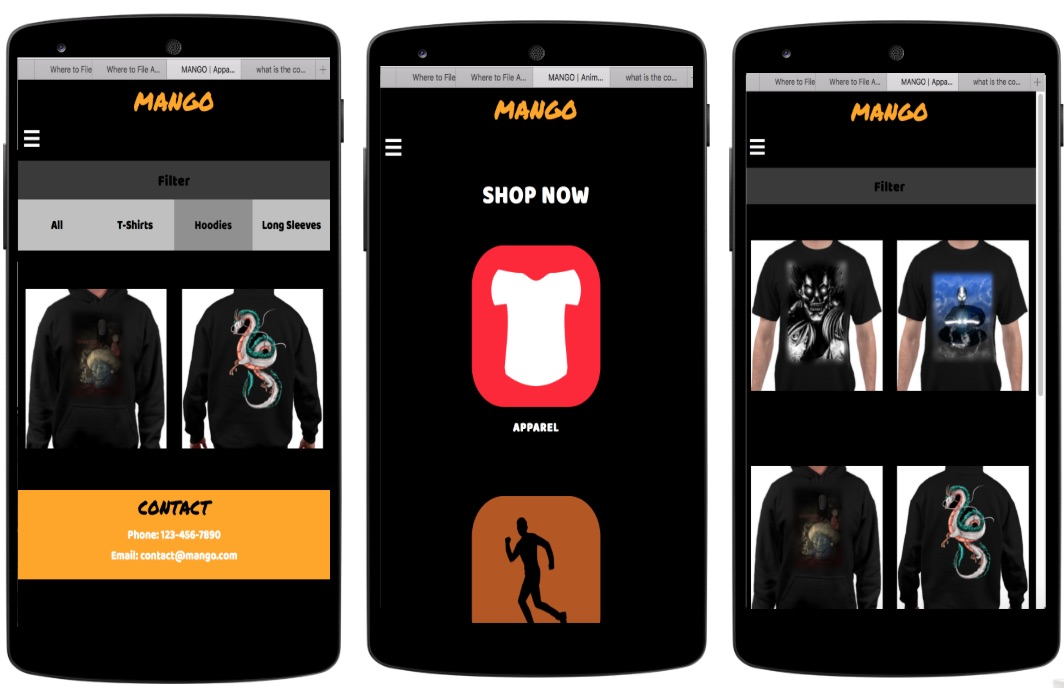 Where to File
Where to File A...
MANGO | Appa...
what is the co...
+
MANGO
Filter
All
T-Shirts
Hoodies
Long Sleeves
CONTACT
Phone: 123-456-7890
Email: contact@mango.com
Where to File
Where to File A...
MANGO | Anim...
what is the co...
MANGO
SHOP NOW
APPAREL
Where to File
Where to File A...
MANGO | Appa...
what is the co...
+
MANGO
Filter